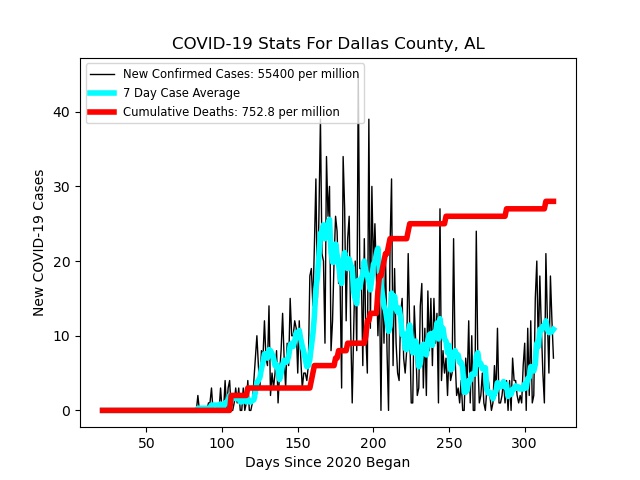 COVID-19 Stats For Dallas County, AL
New Confirmed Cases: 55400 per million
7 Day Case Average
Cumulative Deaths: 752.8 per million
New COVID-19 Cases
40
30
20
10
0
50 100 150 200 250 300
Days Since 2020 Began